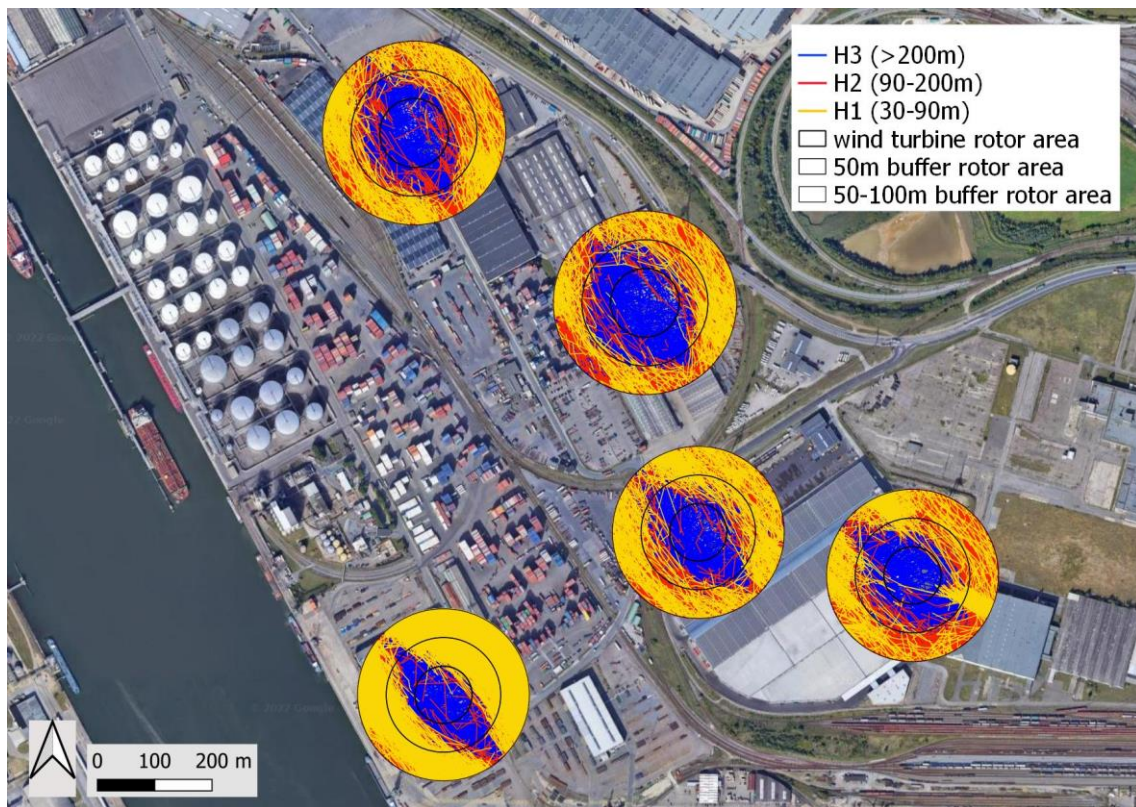 H3 (>200m)
H2 (90-200m)
H1 (30-90m)
wind turbine rotor area
50m buffer rotor area
50-100m buffer rotor area
0 100 200 m